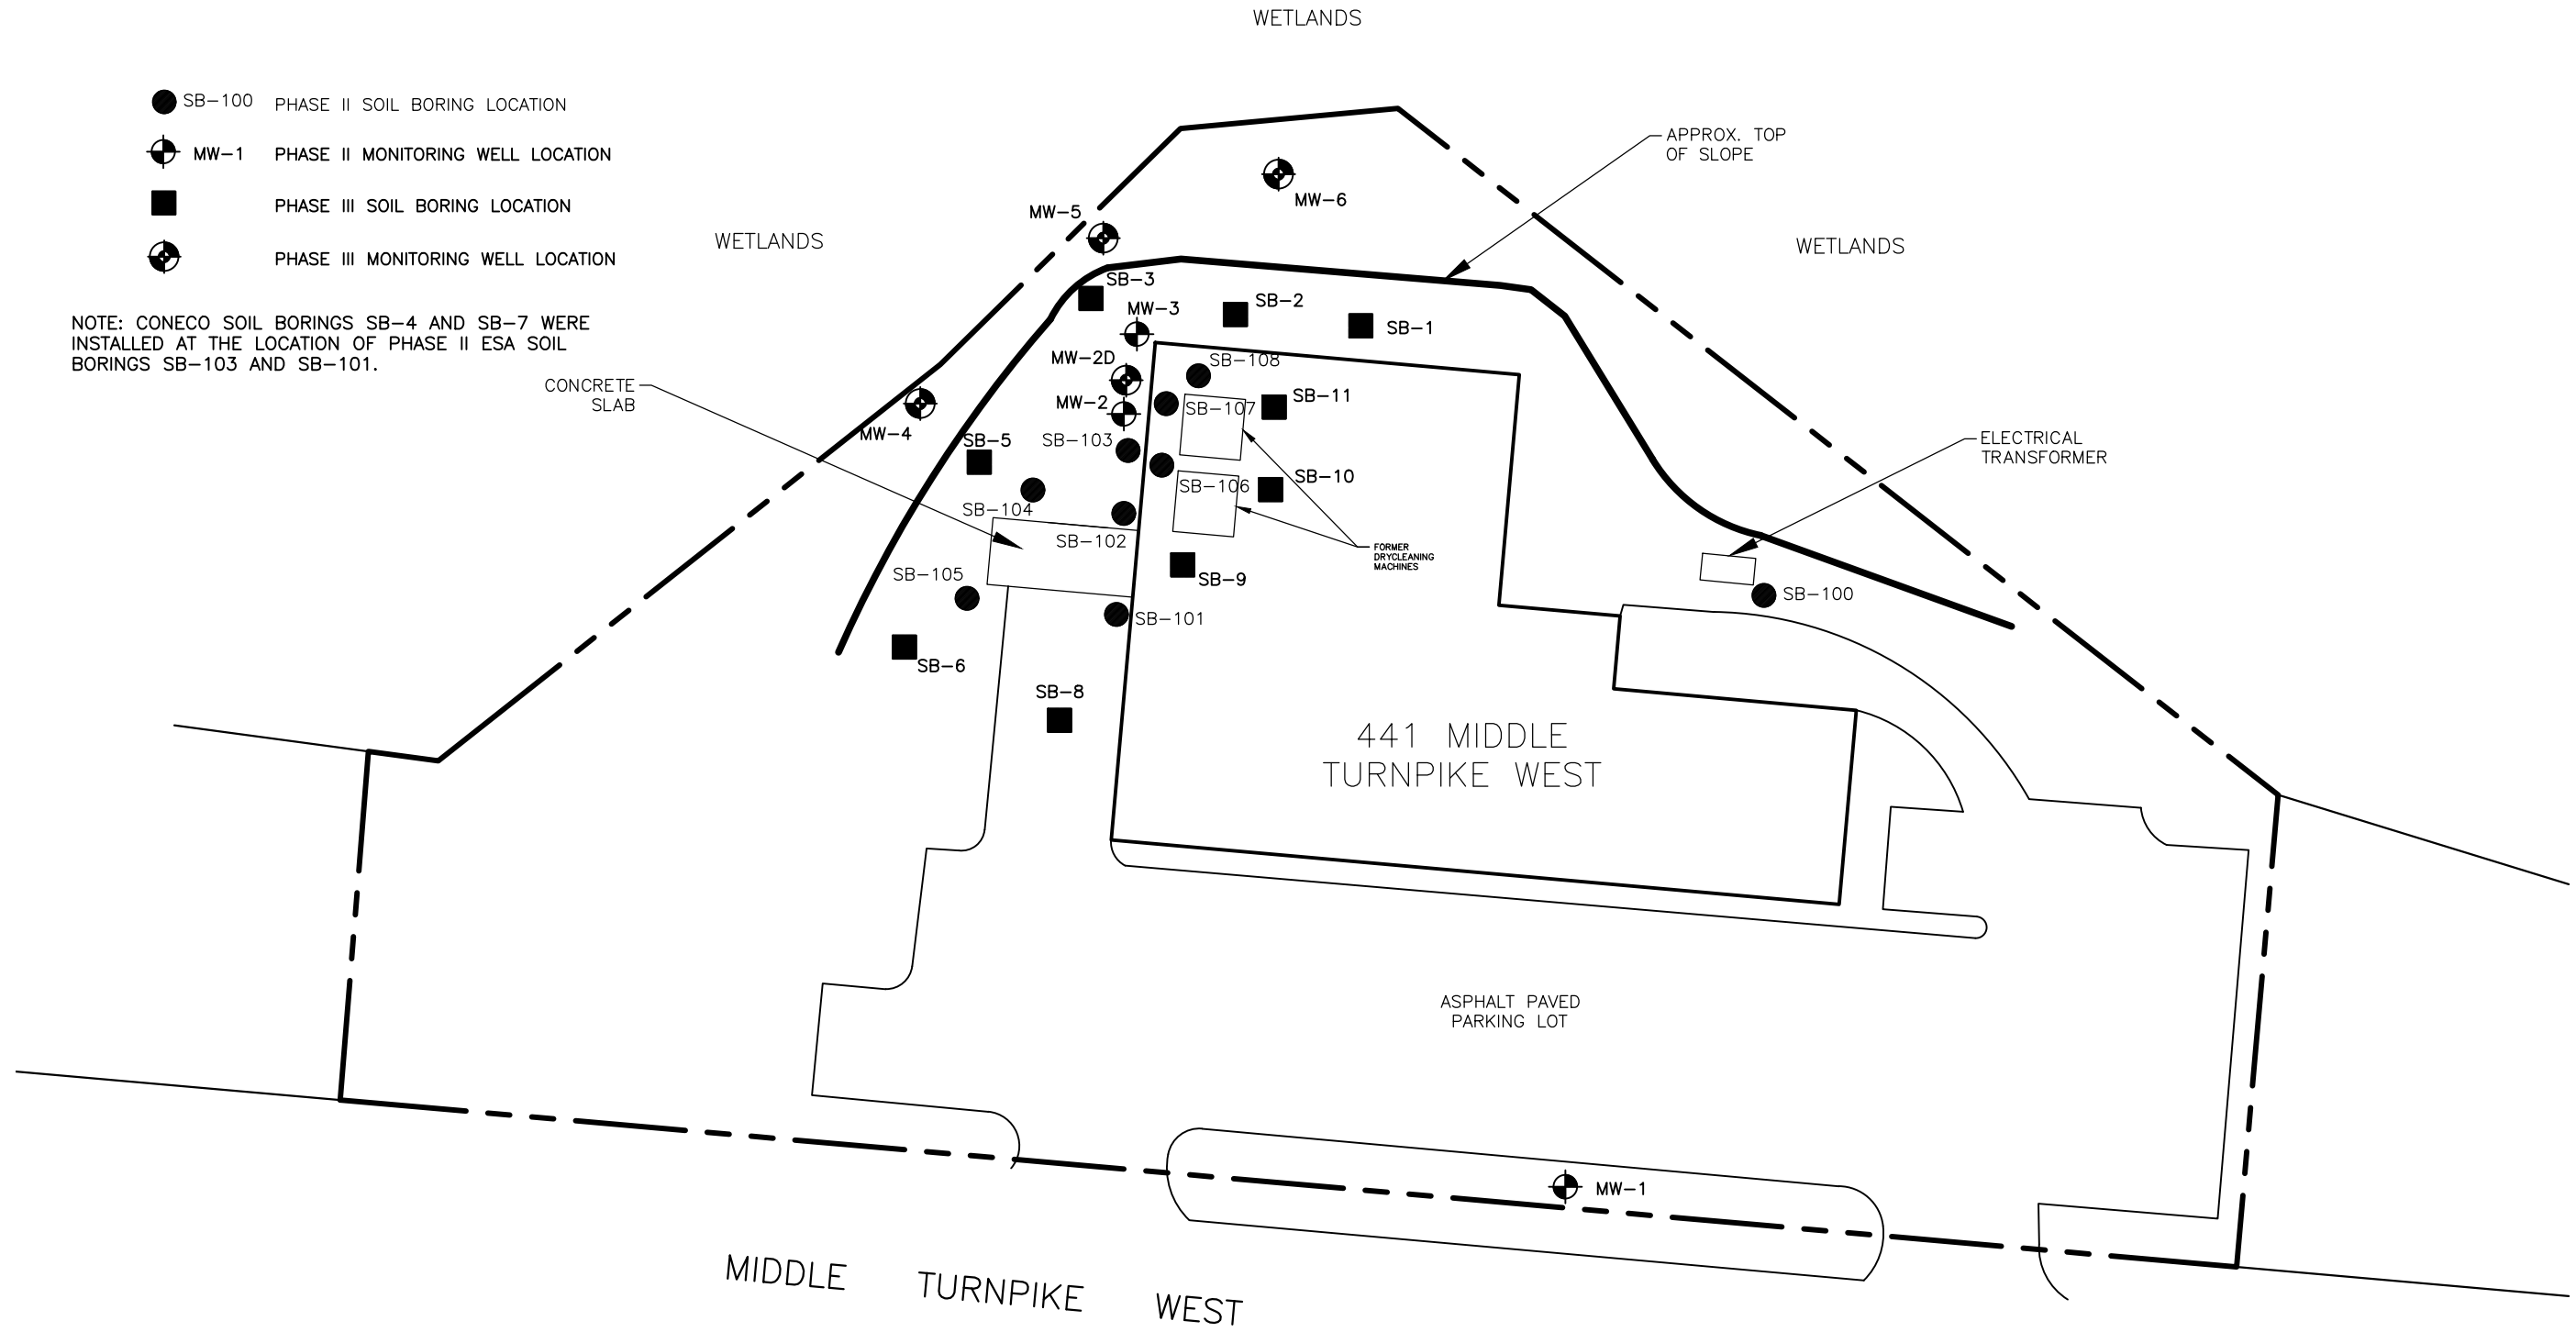 WETLANDS
SB-100 PHASE II SOIL BORING LOCATION
MW-1 PHASE II MONITORING WELL LOCATION
PHASE III SOIL BORING LOCATION
PHASE III MONITORING WELL LOCATION
NOTE: CONECO SOIL BORINGS SB-4 AND SB-7 WERE
INSTALLED AT THE LOCATION OF PHASE II ESA SOIL
BORINGS SB-103 AND SB-101.
APPROX. TOP
OF SLOPE
MW-6
MW-5
WETLANDS
WETLANDS
SB-3
SB-2
MW-3
SB-1
MW-2D
SB-108
CONCRETE
SLAB
SB-11
MW-2
SB-107
MW-4
SB-5
SB-103
ELECTRICAL
TRANSFORMER
SB-10
SB-106
SB-104
SB-102
FORMER
DRYCLEANING
MACHINES
SB-105
SB-9
SB-100
SB-101
SB-6
SB-8
441 MIDDLE
TURNPIKE WEST
ASPHALT PAVED
PARKING LOT
MW-1
MIDDLE TURNPIKE WEST